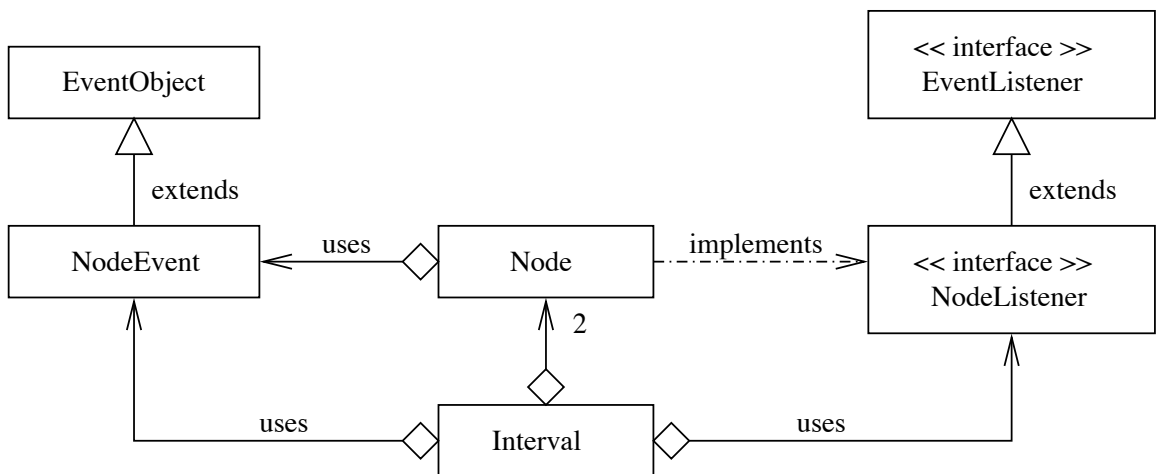 << interface >>
EventListener
EventObject
extends
extends
uses
implements
NodeEvent
Node
<< interface >>
NodeListener
2
uses
uses
Interval